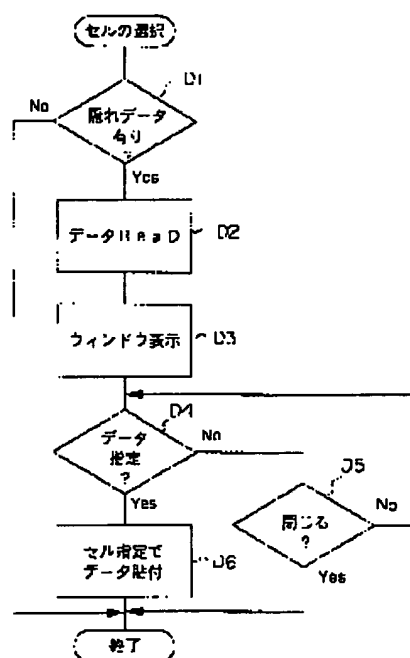 セルの選択
D1
No
隠れデータ
有り
?
Yes
データREAD
D2
ウィンドウ表示
D3
D4
データ
指定
?
No
Yes
D5
閉じる
?
No
Yes
セル指定で
データ貼付
D6
終了